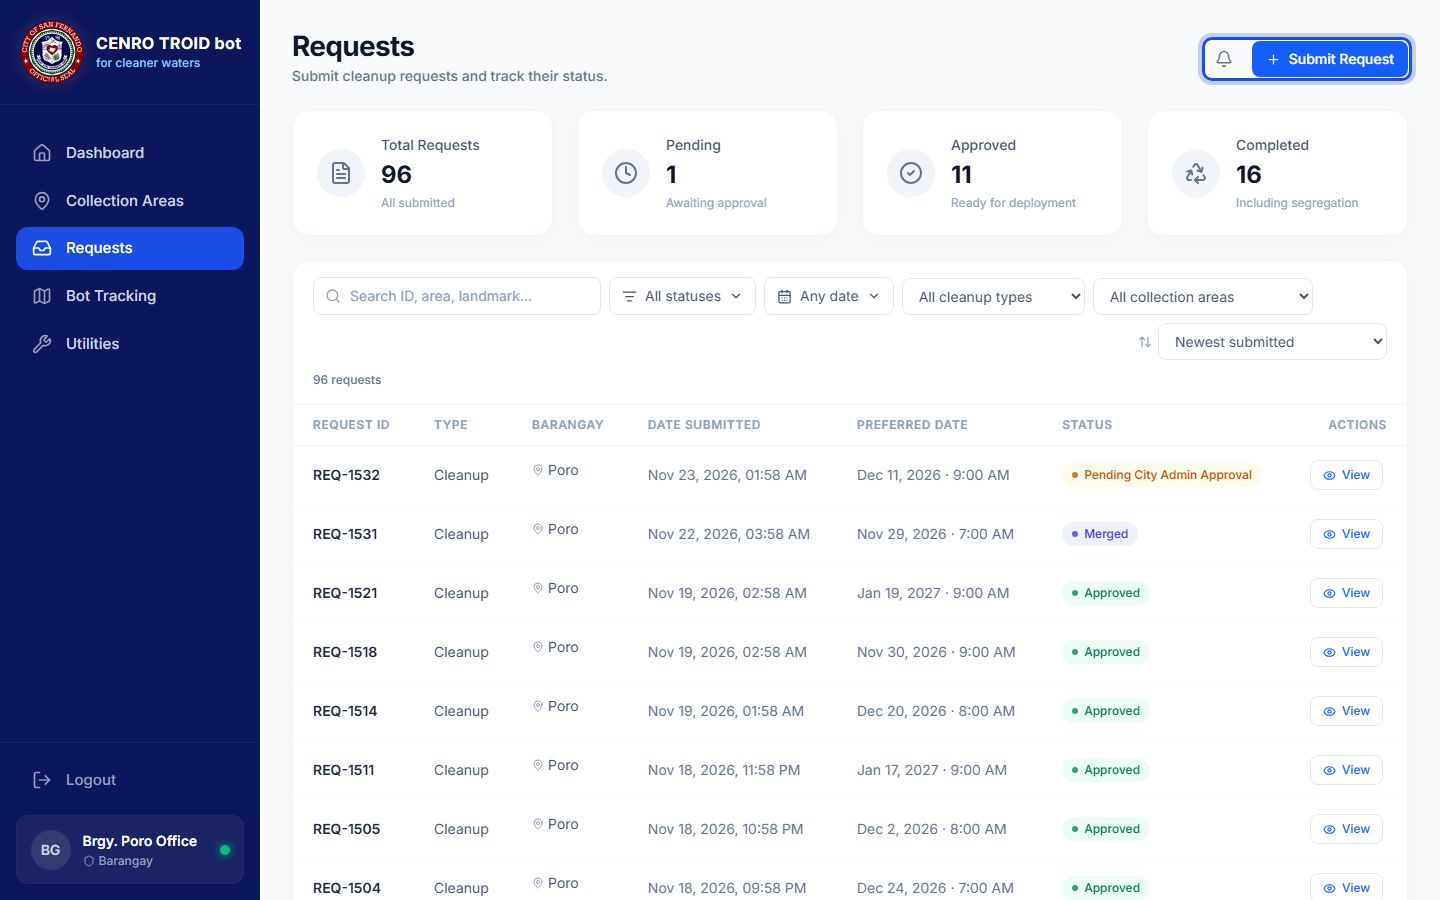 CITY OF SAN FERNANDO
OFFICIAL SEAL
CENRO TROID bot
for cleaner waters
Dashboard
Collection Areas
Requests
Bot Tracking
Utilities
Logout
BG
Brgy. Poro Office
Barangay
Requests
Submit cleanup requests and track their status.
+ Submit Request
Total Requests
96
All submitted
Pending
1
Awaiting approval
Approved
11
Ready for deployment
Completed
16
Including segregation
Search ID, area, landmark...
All statuses
Any date
All cleanup types
All collection areas
Newest submitted
96 requests
REQUEST ID TYPE BARANGAY DATE SUBMITTED PREFERRED DATE STATUS ACTIONS
REQ-1532 Cleanup Poro Nov 23, 2026, 01:58 AM Dec 11, 2026 · 9:00 AM Pending City Admin Approval View
REQ-1531 Cleanup Poro Nov 22, 2026, 03:58 AM Nov 29, 2026 · 7:00 AM Merged View
REQ-1521 Cleanup Poro Nov 19, 2026, 02:58 AM Jan 19, 2027 · 9:00 AM Approved View
REQ-1518 Cleanup Poro Nov 19, 2026, 02:58 AM Nov 30, 2026 · 9:00 AM Approved View
REQ-1514 Cleanup Poro Nov 19, 2026, 01:58 AM Dec 20, 2026 · 8:00 AM Approved View
REQ-1511 Cleanup Poro Nov 18, 2026, 11:58 PM Jan 17, 2027 · 9:00 AM Approved View
REQ-1505 Cleanup Poro Nov 18, 2026, 10:58 PM Dec 2, 2026 · 8:00 AM Approved View
REQ-1504 Cleanup Poro Nov 18, 2026, 09:58 PM Dec 24, 2026 · 7:00 AM Approved View